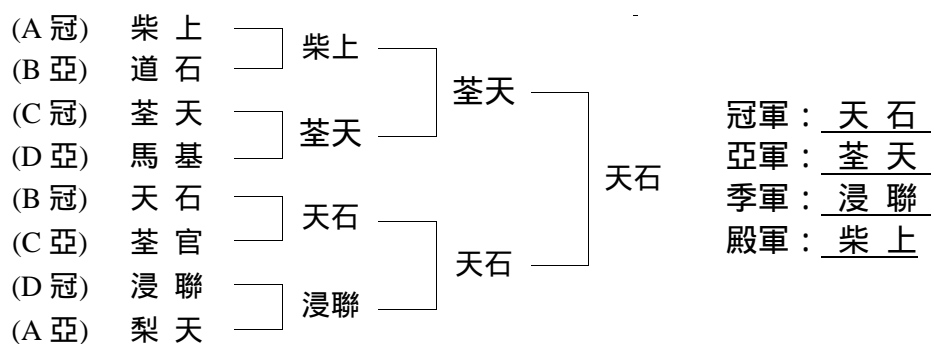 (A 冠) 柴 上
(B 亞) 道 石
(C 冠) 荃 天
(D 亞) 馬 基
(B 冠) 天 石
(C 亞) 荃 官
(D 冠) 浸 聯
(A 亞) 梨 天
柴上
荃天
天石
浸聯
荃天
天石
天石
冠軍：天 石
亞軍：荃 天
季軍：浸 聯
殿軍：柴 上